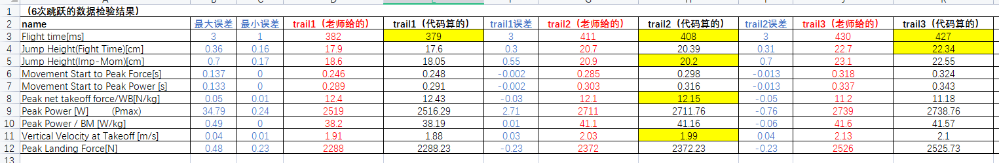 1 （6次跳跃的数据检验结果）
2 name 最大误差 最小误差 trail1（老师给的） trail1（代码算的） trail1误差 trail2（老师给的） trail2（代码算的） trail2误差 trail3（老师给的） trail3（代码算的）
3 Flight time[ms] 3 1 382 379 3 411 408 3 430 427
4 Jump Height(Fight Time)[cm] 0.36 0.16 17.9 17.6 0.3 20.7 20.39 0.31 22.7 22.34
5 Jump Height(Imp-Mom)[cm] 0.7 0.17 18.6 18.05 0.55 20.9 20.2 0.7 23.1 22.55
6 Movement Start to Peak Force[s] 0.137 0 0.246 0.248 -0.002 0.285 0.298 -0.013 0.318 0.324
7 Movement Start to Peak Power [s] 0.133 0 0.289 0.291 -0.002 0.303 0.316 -0.013 0.337 0.343
8 Peak net takeoff force/WB[N/kg] 0.05 0.01 12.4 12.43 -0.03 12.1 12.15 -0.05 11.2 11.18
9 Peak Power [W] (Pmax) 34.79 0.24 2519 2516.29 2.71 2711 2711.76 -0.76 2739 2738.76
10 Peak Power / BM [W/kg] 0.49 0 38.2 38.19 0.01 41.1 41.16 -0.06 41.6 41.57
11 Vertical Velocity at Takeoff [m/s] 0.04 0.01 1.91 1.88 0.03 2.03 1.99 0.04 2.13 2.1
12 Peak Landing Force[N] 0.48 0.23 2288 2288.23 -0.23 2372 2372.23 -0.23 2526 2525.73
13